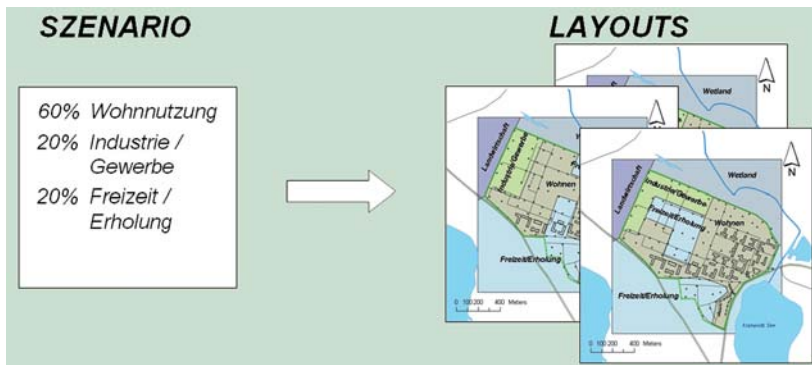 SZENARIO
60% Wohnnutzung
20% Industrie /
Gewerbe
20% Freizeit /
Erholung
LAYOUTS
N
Wetland
N
Landwirtschaft
Industrie/Gewerbe
Wohnen
Freizeit/Erholung
0 100 200 400 Meters
N
Wetland
Landwirtschaft
Industrie/Gewerbe
Freizeit/Erholung
Wohnen
Freizeit/Erholung
0 100 200 400 Meters